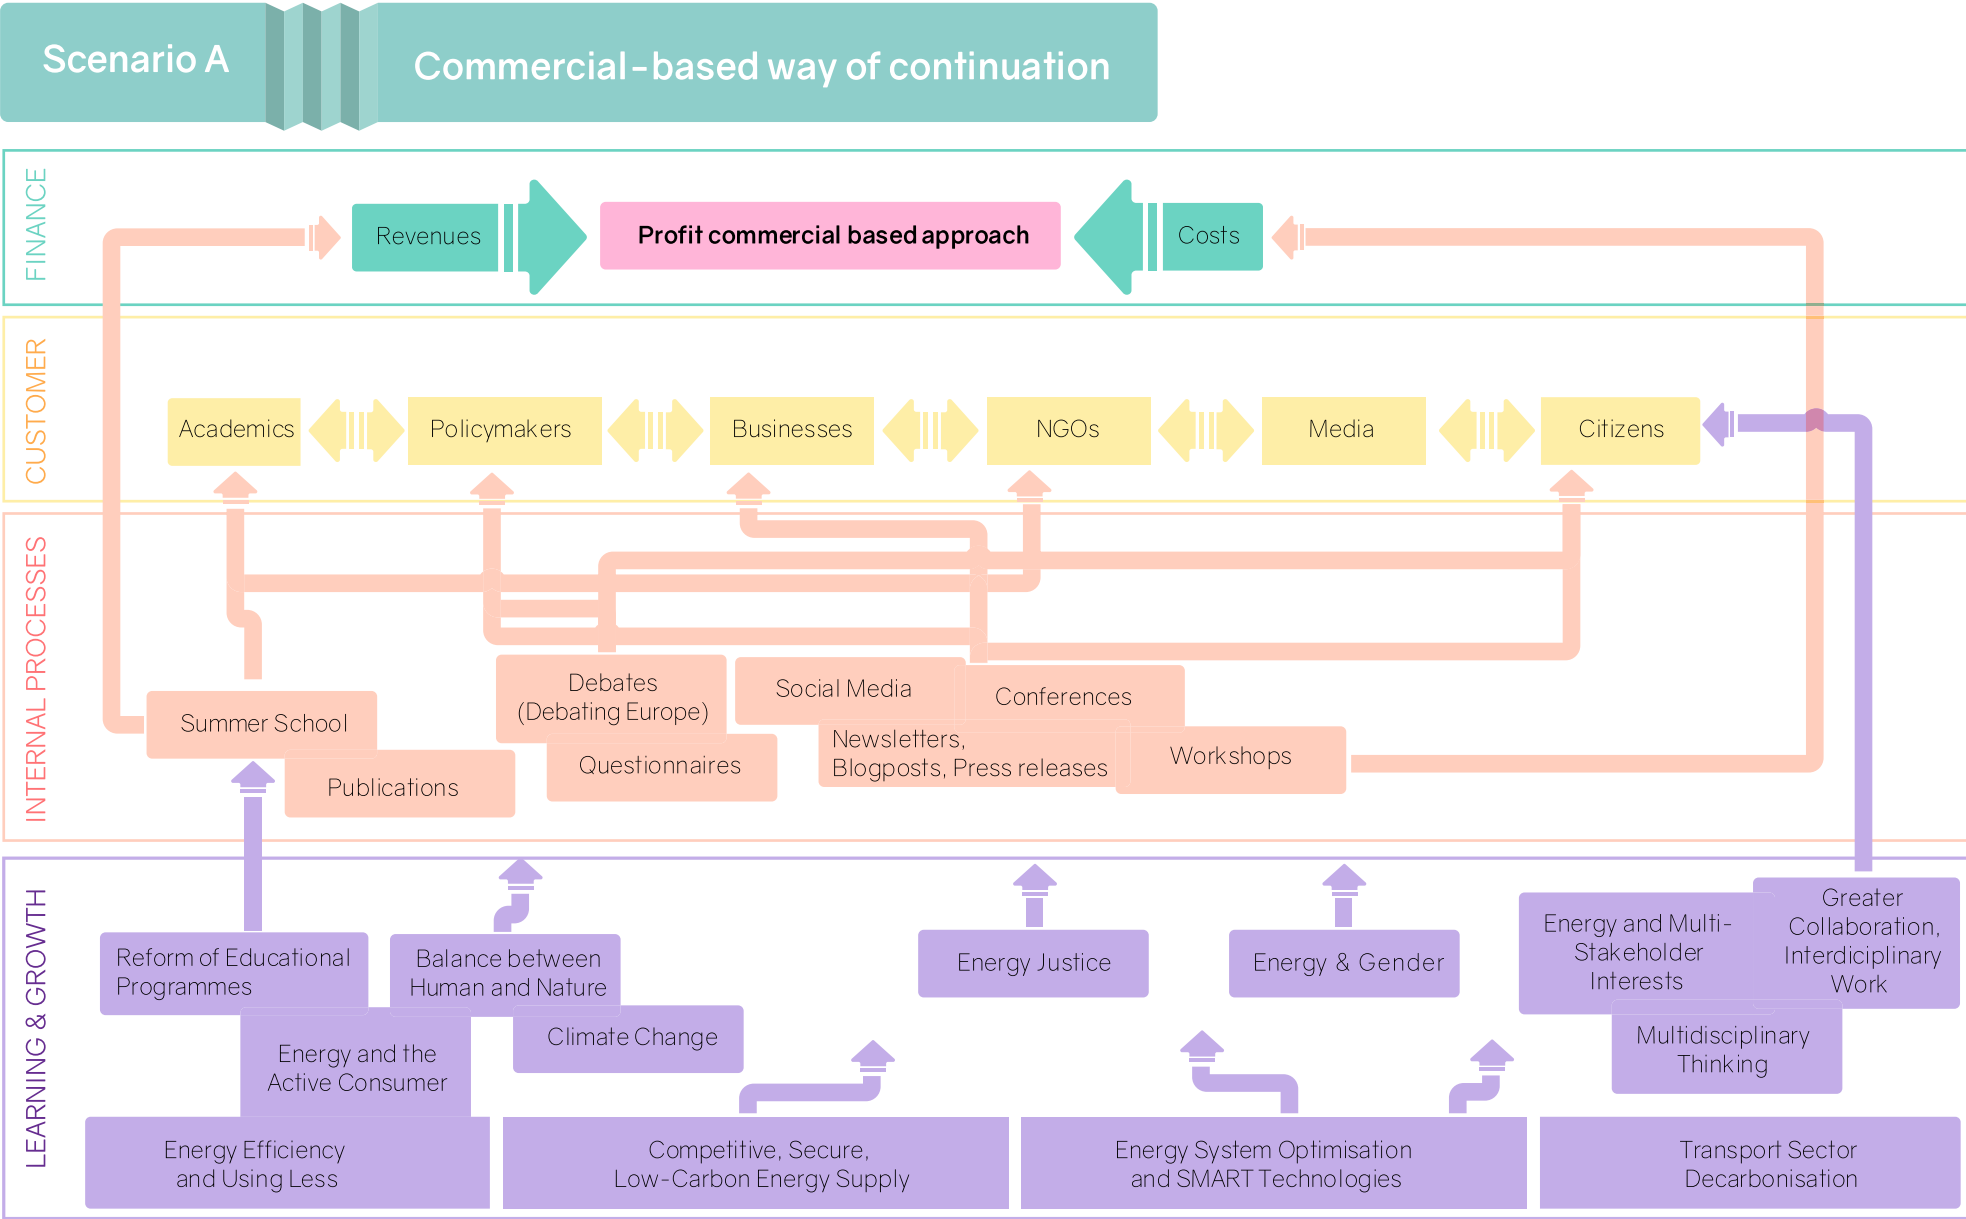 Scenario A
Commercial-based way of continuation
FINANCE
Revenues
Profit commercial based approach
Costs
CUSTOMER
Academics
Policymakers
Businesses
NGOs
Media
Citizens
INTERNAL PROCESSES
Summer School
Publications
Debates
(Debating Europe)
Questionnaires
Social Media
Conferences
Newsletters,
Blogposts, Press releases
Workshops
LEARNING & GROWTH
Reform of Educational
Programmes
Balance between
Human and Nature
Climate Change
Energy and the
Active Consumer
Energy Justice
Energy & Gender
Energy and Multi-
Stakeholder
Interests
Greater
Collaboration,
Interdiciplinary
Work
Multidisciplinary
Thinking
Energy Efficiency
and Using Less
Competitive, Secure,
Low-Carbon Energy Supply
Energy System Optimisation
and SMART Technologies
Transport Sector
Decarbonisation